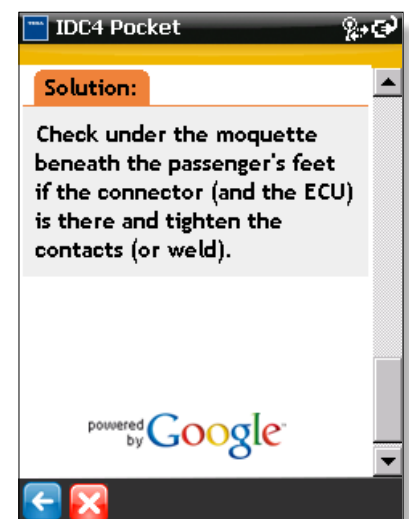 IDC4 Pocket
Solution:
Check under the moquette
beneath the passenger's feet
if the connector (and the ECU)
is there and tighten the
contacts (or weld).
powered
by Google™